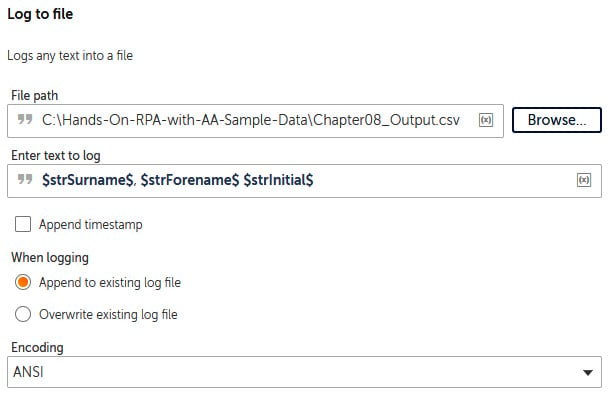 Log to file
Logs any text into a file
File path
C:\Hands-On-RPA-with-AA-Sample-Data\Chapter08_Output.csv (x) Browse...
Enter text to log
$strSurname$, $strForename$ $strInitial$ (x)
Append timestamp
When logging
Append to existing log file
Overwrite existing log file
Encoding
ANSI